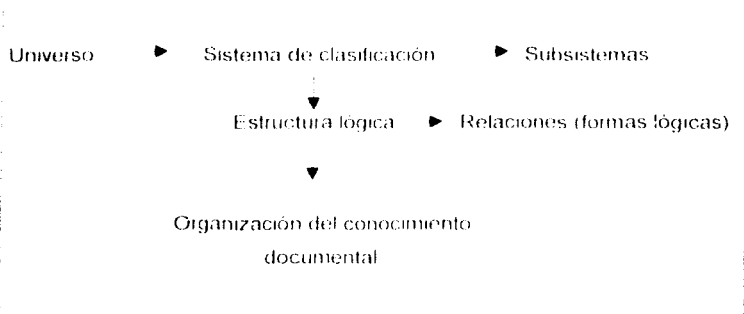 Universo ▶ Sistema de clasificación ▶ Subsistemas
Estructura lógica ▶ Relaciones (formas lógicas)
Organización del conocimiento
documental